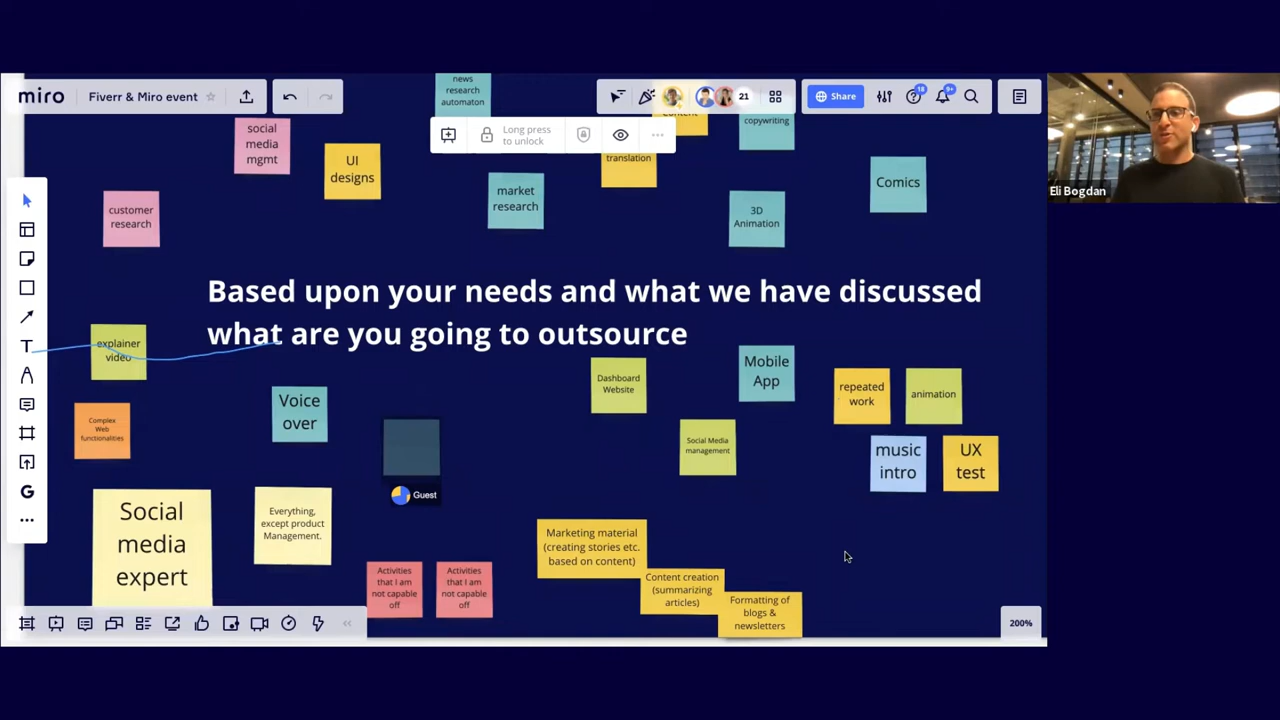 news
research
automaton
miro
Fiverr & Miro event
21
Share
18
9+
Long press
to unlock
...
Content
copywriting
social
media
mgmt
UI
designs
translation
market
research
Comics
customer
research
3D
Animation
Eli Bogdan
Based upon your needs and what we have discussed
what are you going to outsource
explainer
video
Voice
over
Complex
Web
functionalities
Dashboard
Website
Mobile
App
repeated
work
animation
Social Media
management
music
intro
UX
test
Guest
Social
media
expert
Everything,
except product
Management.
Activities
that I am
not capable
off
Activities
that I am
not capable
off
Marketing material
(creating stories etc.
based on content)
Content creation
(summarizing
articles)
Formatting of
blogs &
newsletters
200%